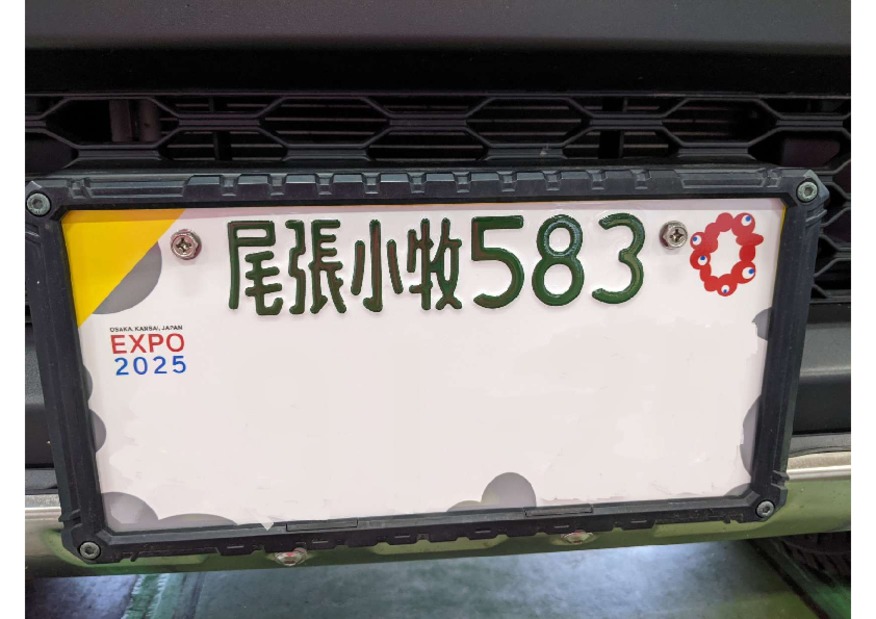 尾張小牧583
OSAKA, KANSAI, JAPAN
EXPO
2025